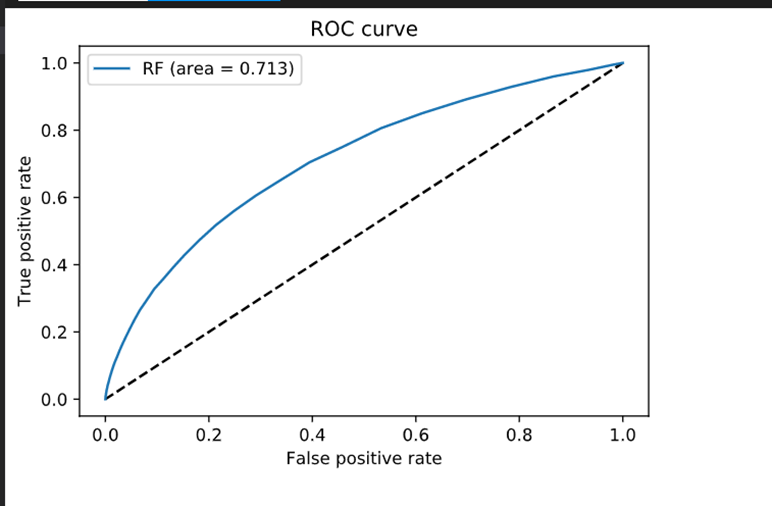 ROC curve
RF (area = 0.713)
1.0
0.8
0.6
0.4
0.2
0.0
True positive rate
0.0 0.2 0.4 0.6 0.8 1.0
False positive rate